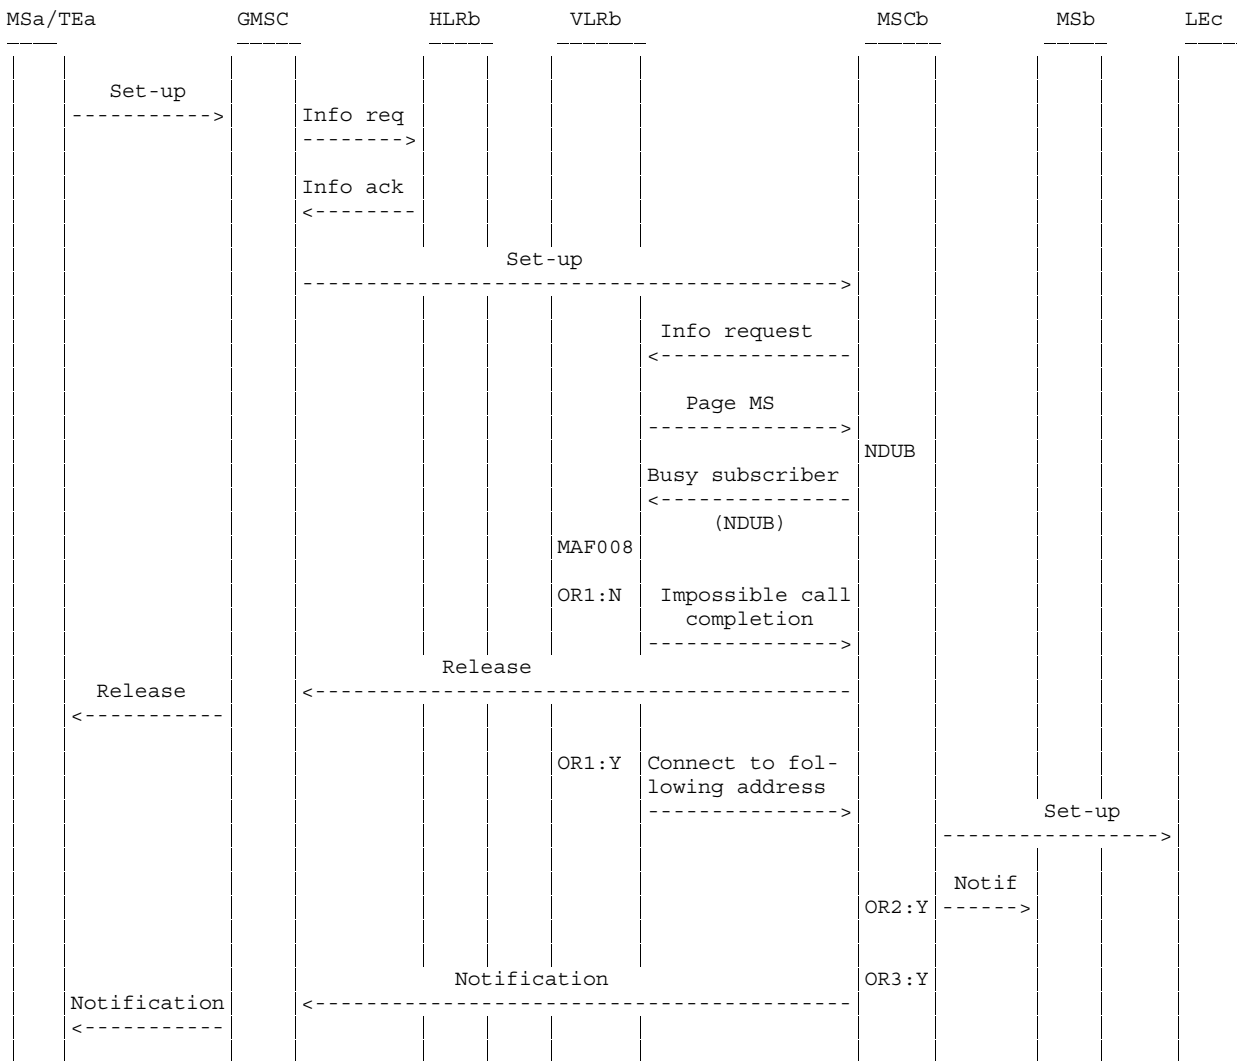 MSa/TEa GMSC HLRb VLRb MSCb MSb LEc
Set-up
Info req
Info ack
Set-up
Info request
Page MS
NDUB
Busy subscriber
(NDUB)
MAF008
OR1:N Impossible call
completion
Release
Release
OR1:Y Connect to fol-
lowing address
Set-up
Notif
OR2:Y
Notification OR3:Y
Notification